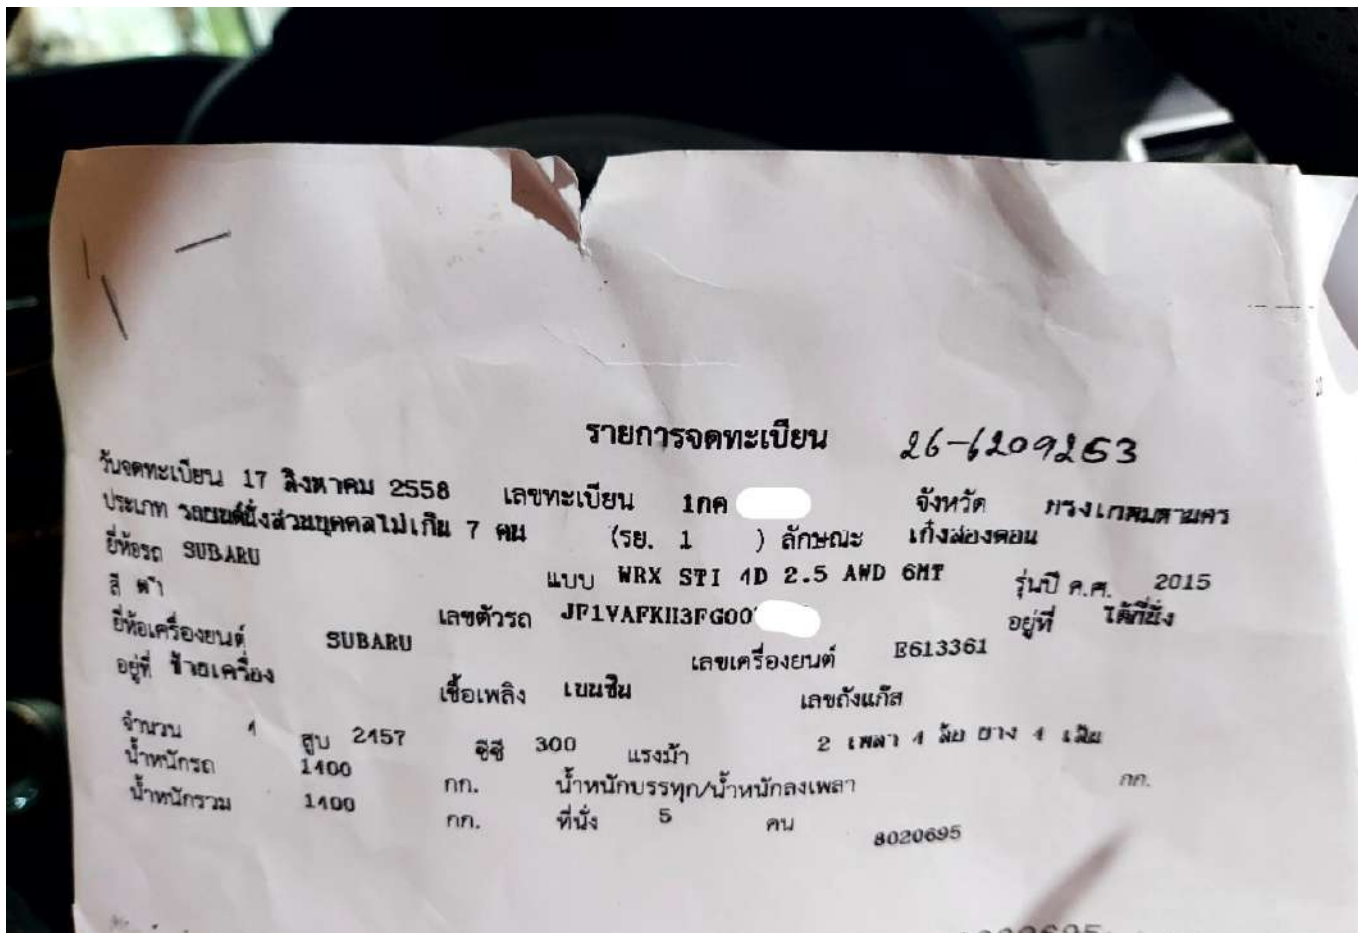 รายการจดทะเบียน 26-6209253
วันจดทะเบียน 17 สิงหาคม 2558 เลขทะเบียน 1กค จังหวัด กรุงเทพมหานคร
ประเภท รถยนต์นั่งส่วนบุคคลไม่เกิน 7 คน (รย. 1 ) ลักษณะ เก๋งสองตอน
ยี่ห้อรถ SUBARU แบบ WRX STI 4D 2.5 AWD 6MT รุ่นปี ค.ศ. 2015
สี ดำ เลขตัวรถ JF1VAFKH3FG00 อยู่ที่ ใต้ที่นั่ง
ยี่ห้อเครื่องยนต์ SUBARU เลขเครื่องยนต์ E613361
อยู่ที่ ซ้ายเครื่อง เชื้อเพลิง เบนซิน เลขถังแก๊ส
จำนวน 4 สูบ 2457 ซีซี 300 แรงม้า 2 เพลา 4 ล้อ ยาง 4 เส้น
น้ำหนักรถ 1400 กก. น้ำหนักบรรทุก/น้ำหนักลงเพลา กก.
น้ำหนักรวม 1400 กก. ที่นั่ง 5 คน
8020695